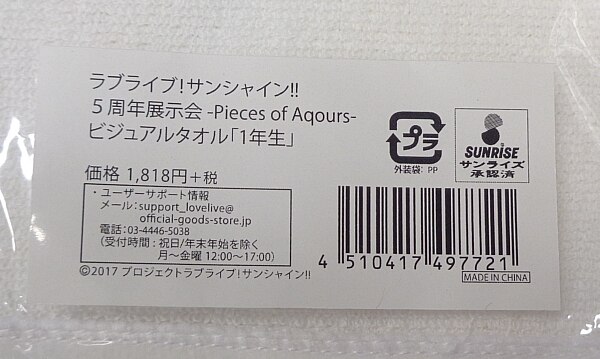 ラブライブ!サンシャイン!!
5周年展示会 -Pieces of Aqours-
ビジュアルタオル「1年生」
価格 1,818円+税
・ユーザーサポート情報
メール:support_lovelive@
official-goods-store.jp
電話:03-4446-5038
(受付時間:祝日/年末年始を除く
月〜金曜 12:00〜17:00)
©2017 プロジェクトラブライブ!サンシャイン!!
プラ
外装袋: PP
SUNRISE
サンライズ
承認済
4 510417 497721
MADE IN CHINA